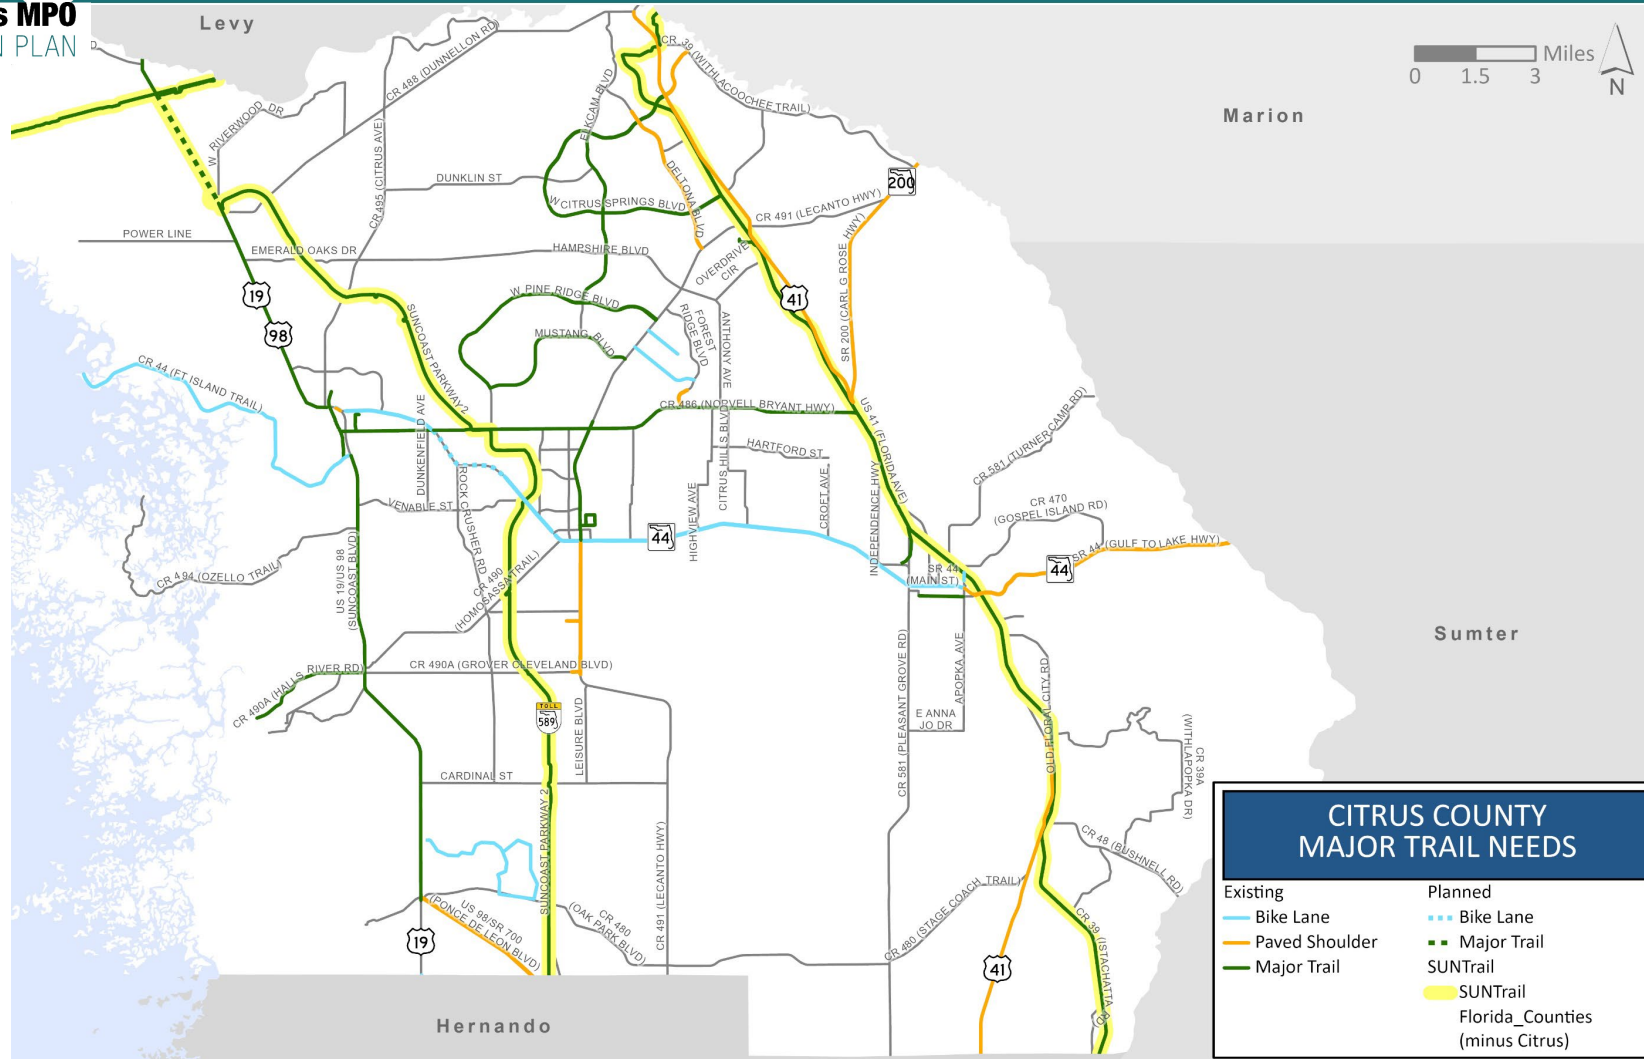 s MPO
N PLAN
Levy
Marion
Sumter
Hernando
Miles
0 1.5 3
N
CR 39 (WITHLACOOCHEE TRAIL)
CR 488 (DUNNELLON RD)
ELKCAM BLVD
W RIVERWOOD DR
CR 495 (CITRUS AVE)
DUNKLIN ST
DELTONA BLVD
200
W CITRUS SPRINGS BLVD
CR 491 (LECANTO HWY)
POWER LINE
EMERALD OAKS DR
HAMPSHIRE BLVD
OVERDRIVE
CIR
SR 200 (CARL G ROSE HWY)
19
98
41
W PINE RIDGE BLVD
SUNCOAST PARKWAY 2
MUSTANG BLVD
FOREST
RIDGE BLVD
ANTHONY AVE
CR 44 (FT ISLAND TRAIL)
CR 486 (NORVELL BRYANT HWY)
US 41 (FLORIDA AVE)
CR 581 (TURNER CAMP RD)
DUNKENFIELD AVE
CITRUS HILLS BLVD
HARTFORD ST
CROFT AVE
INDEPENDENCE HWY
HIGHVIEW AVE
ROCK CRUSHER RD
VENABLE ST
CR 470
(GOSPEL ISLAND RD)
44
SR 44 (GULF TO LAKE HWY)
44
SR 44
(MAIN ST)
CR 494 (OZELLO TRAIL)
US 19/US 98
(SUNCOAST BLVD)
CR 490
(HOMOSASSA TRAIL)
CR 490A (HALLS RIVER RD)
CR 490A (GROVER CLEVELAND BLVD)
TOLL
589
LEISURE BLVD
CR 581 (PLEASANT GROVE RD)
APOPKA AVE
E ANNA
JO DR
OLD FLORAL CITY RD
CR 39A
(WITHLAPOPKA DR)
CARDINAL ST
SUNCOAST PARKWAY 2
CR 491 (LECANTO HWY)
CR 48 (BUSHNELL RD)
US 98/SR 700
(PONCE DE LEON BLVD)
CR 480
(OAK PARK BLVD)
CR 480 (STAGE COACH TRAIL)
CR 39 (ISTACHATTA RD)
19
41
CITRUS COUNTY
MAJOR TRAIL NEEDS
Existing
Bike Lane
Paved Shoulder
Major Trail
Planned
Bike Lane
Major Trail
SUNTrail
SUNTrail
Florida_Counties
(minus Citrus)